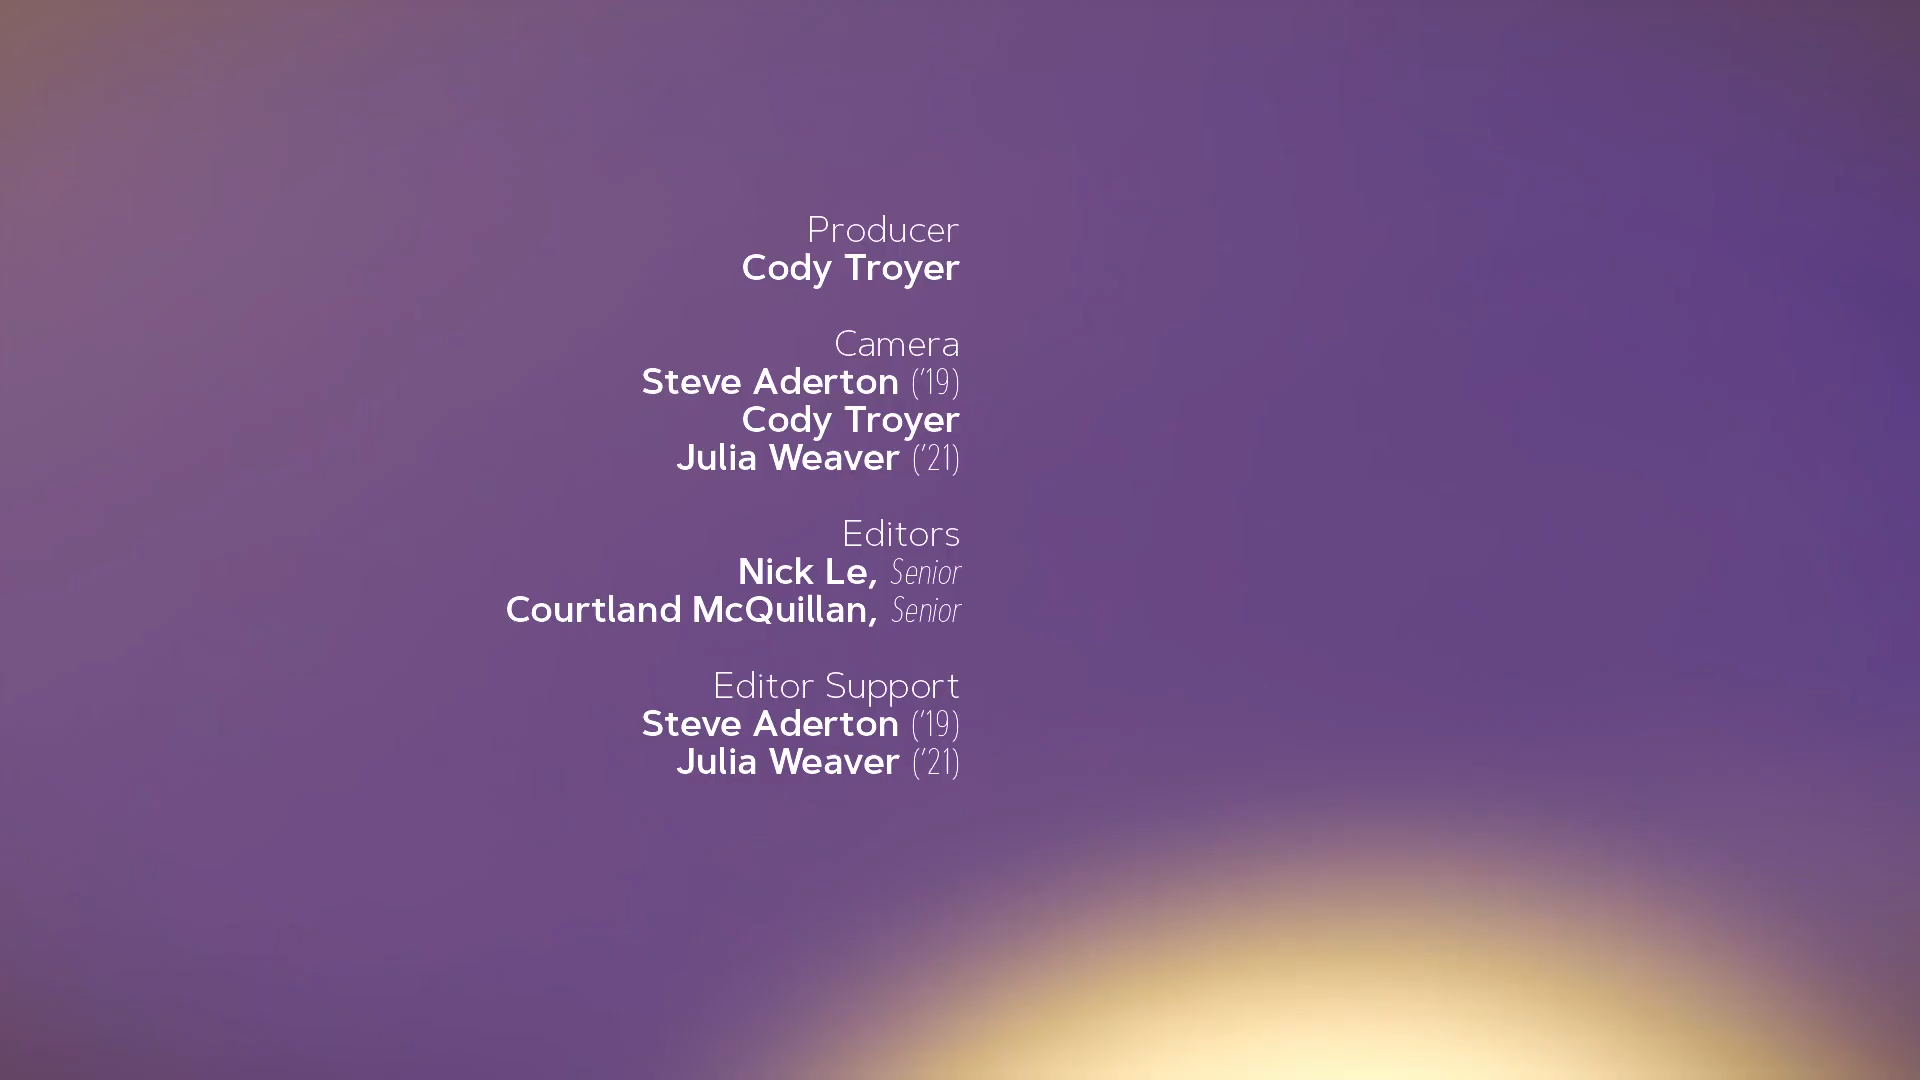 Producer
Cody Troyer
Camera
Steve Aderton ('19)
Cody Troyer
Julia Weaver ('21)
Editors
Nick Le, Senior
Courtland McQuillan, Senior
Editor Support
Steve Aderton ('19)
Julia Weaver ('21)